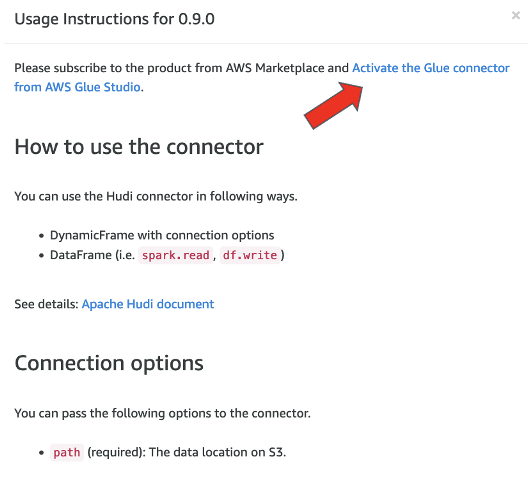 Usage Instructions for 0.9.0
×
Please subscribe to the product from AWS Marketplace and Activate the Glue connector
from AWS Glue Studio.
How to use the connector
You can use the Hudi connector in following ways.
• DynamicFrame with connection options
• DataFrame (i.e. spark.read, df.write)
See details: Apache Hudi document
Connection options
You can pass the following options to the connector.
• path (required): The data location on S3.